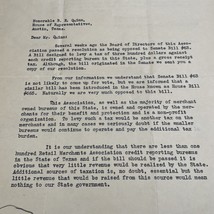 Honorable R. E. Quinn,
House of Representatives,
Austin, Texas.
Dear Mr. Quinn:
Several weeks ago the Board of Directors of this Asso-
ciation passed a resolution as being opposed to Senate Bill #63.
A Bill designed to levy a tax of three hundred dollars against
each credit reporting bureau in this State, plus a gross receipt
tax. Although, the Bill originated in the Senate we sent you a
copy of our resolution.
From our information we understand that Senate Bill #63
is not likely to come up for vote, but we are informed that a
similar bill has been introduced in the House known as House Bill
Naturally we are very much opposed to this bill.
This Association, as well as the majority of merchant
owned bureaus of this State, is owned and operated by the mer-
chants for their benefit and protection and is a non-profit
organization. To levy such a tax would be another tax on the
merchants and in many cases we seriously doubt if the smaller
bureaus would continue to operate and pay the additional tax
burden.
It is our understanding that there are less than one
hundred Retail Merchants Association credit reporting bureaus
in the State of Texas and if the bill should be passed it is
obvious that very little revenue would be realized by the State.
Additional sources of taxation is, no doubt, essential but the
little revenue that would be raised from this source would mean
nothing to our State government.